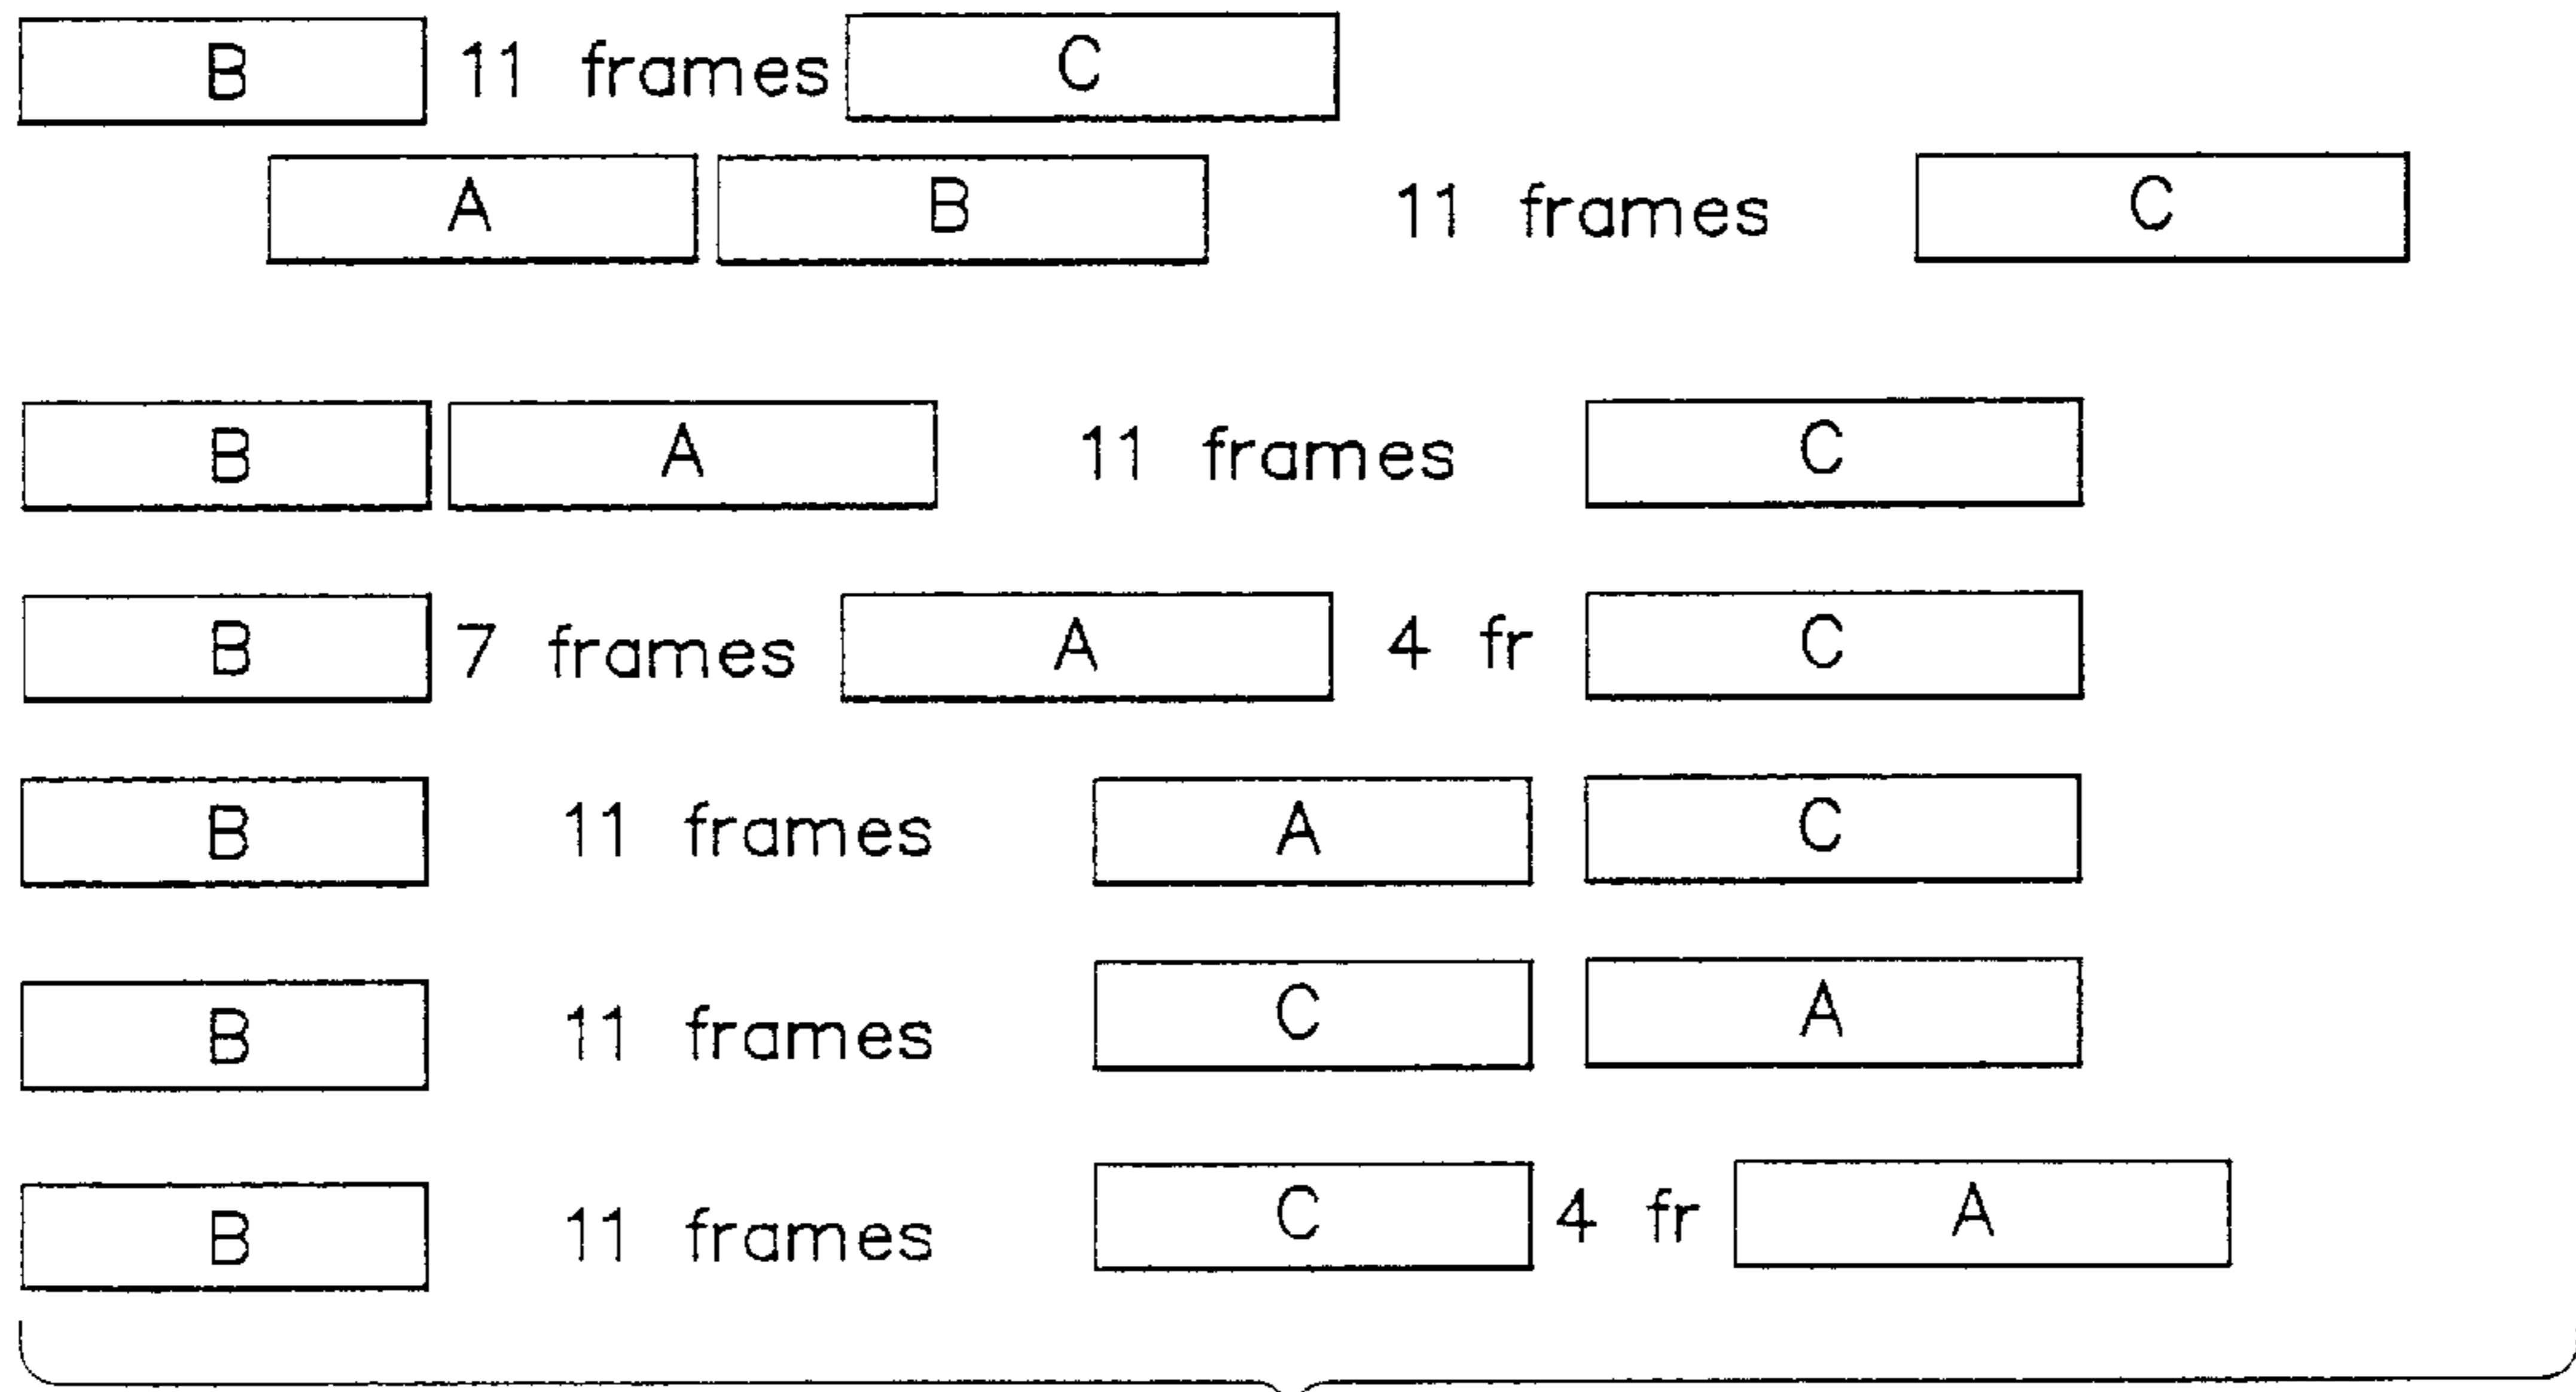 B 11 frames C
A B 11 frames C
B A 11 frames C
B 7 frames A 4 fr C
B 11 frames A C
B 11 frames C A
B 11 frames C 4 fr A